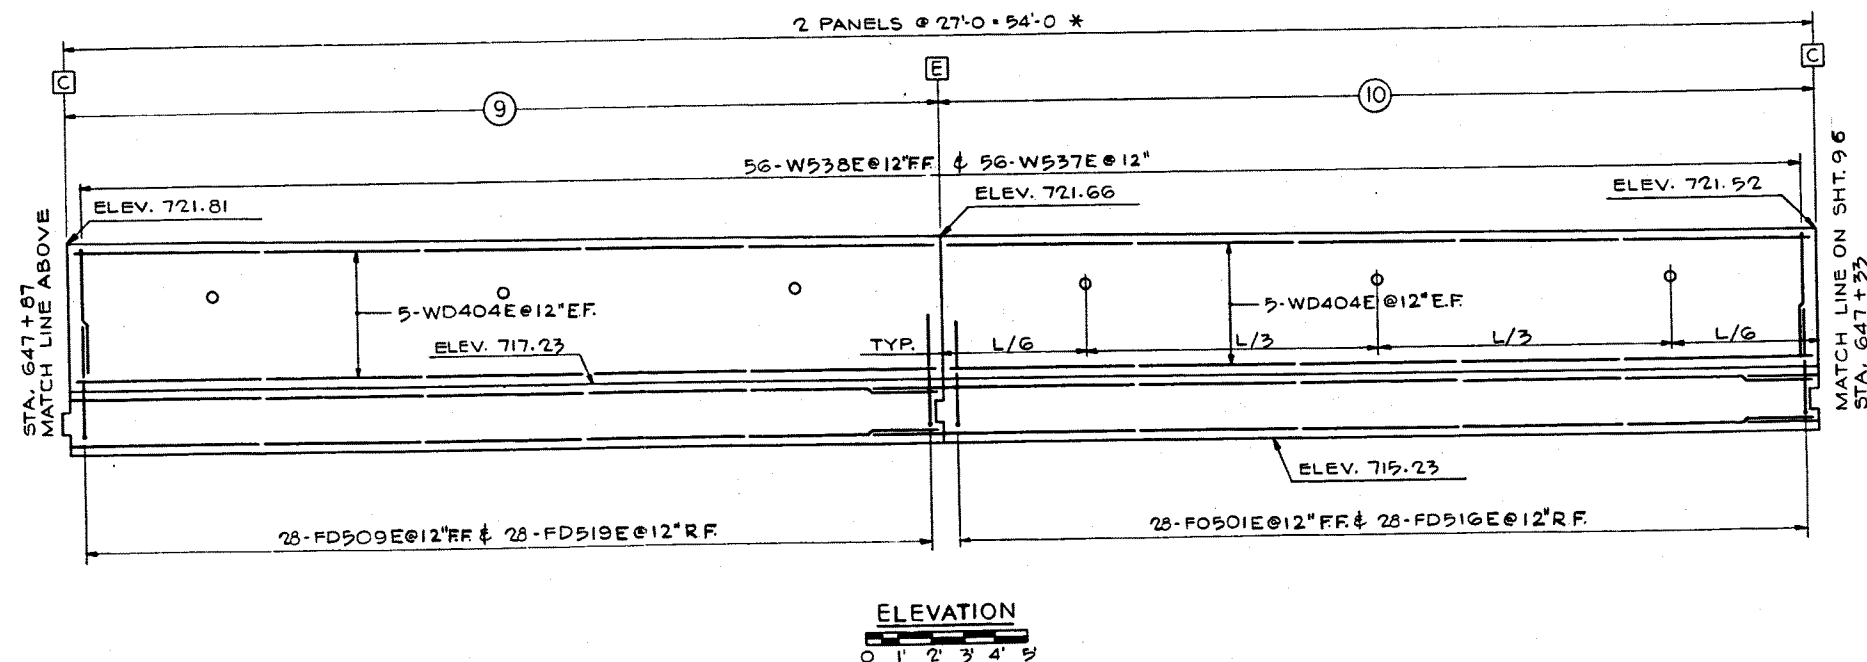 2 PANELS @ 27'-0 = 54'-0 *
C
E
C
9
10
56-W538E@12"F.F. & 56-W537E@12"
ELEV. 721.81
ELEV. 721.66
ELEV. 721.52
STA. 647+87
MATCH LINE ABOVE
MATCH LINE ON SHT. 96
STA. 647+33
5-WD404E@12"E.F.
5-WD404E@12"E.F.
ELEV. 717.23
TYP.
L/6
L/3
L/3
L/6
ELEV. 715.23
28-FD509E@12"F.F. & 28-FD519E@12"R.F.
28-FO501E@12"F.F. & 28-FD516E@12"R.F.
ELEVATION
0 1' 2' 3' 4' 5'